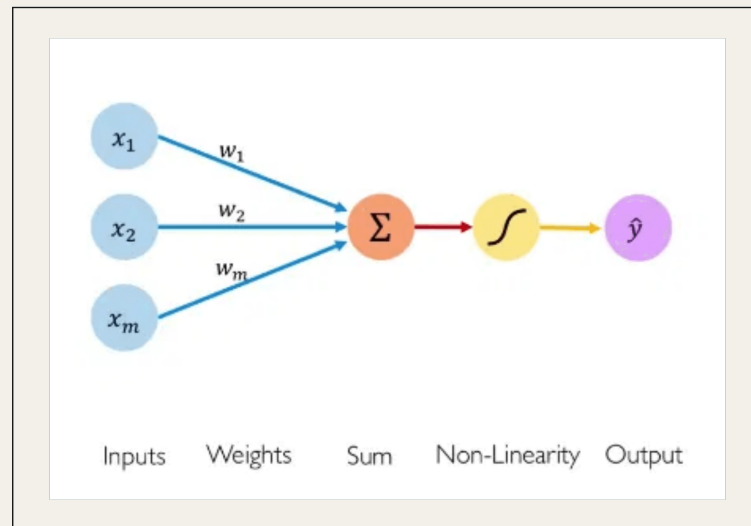 x₁
w₁
x₂
w₂
Σ
∫
ŷ
wₘ
xₘ
Inputs Weights Sum Non-Linearity Output